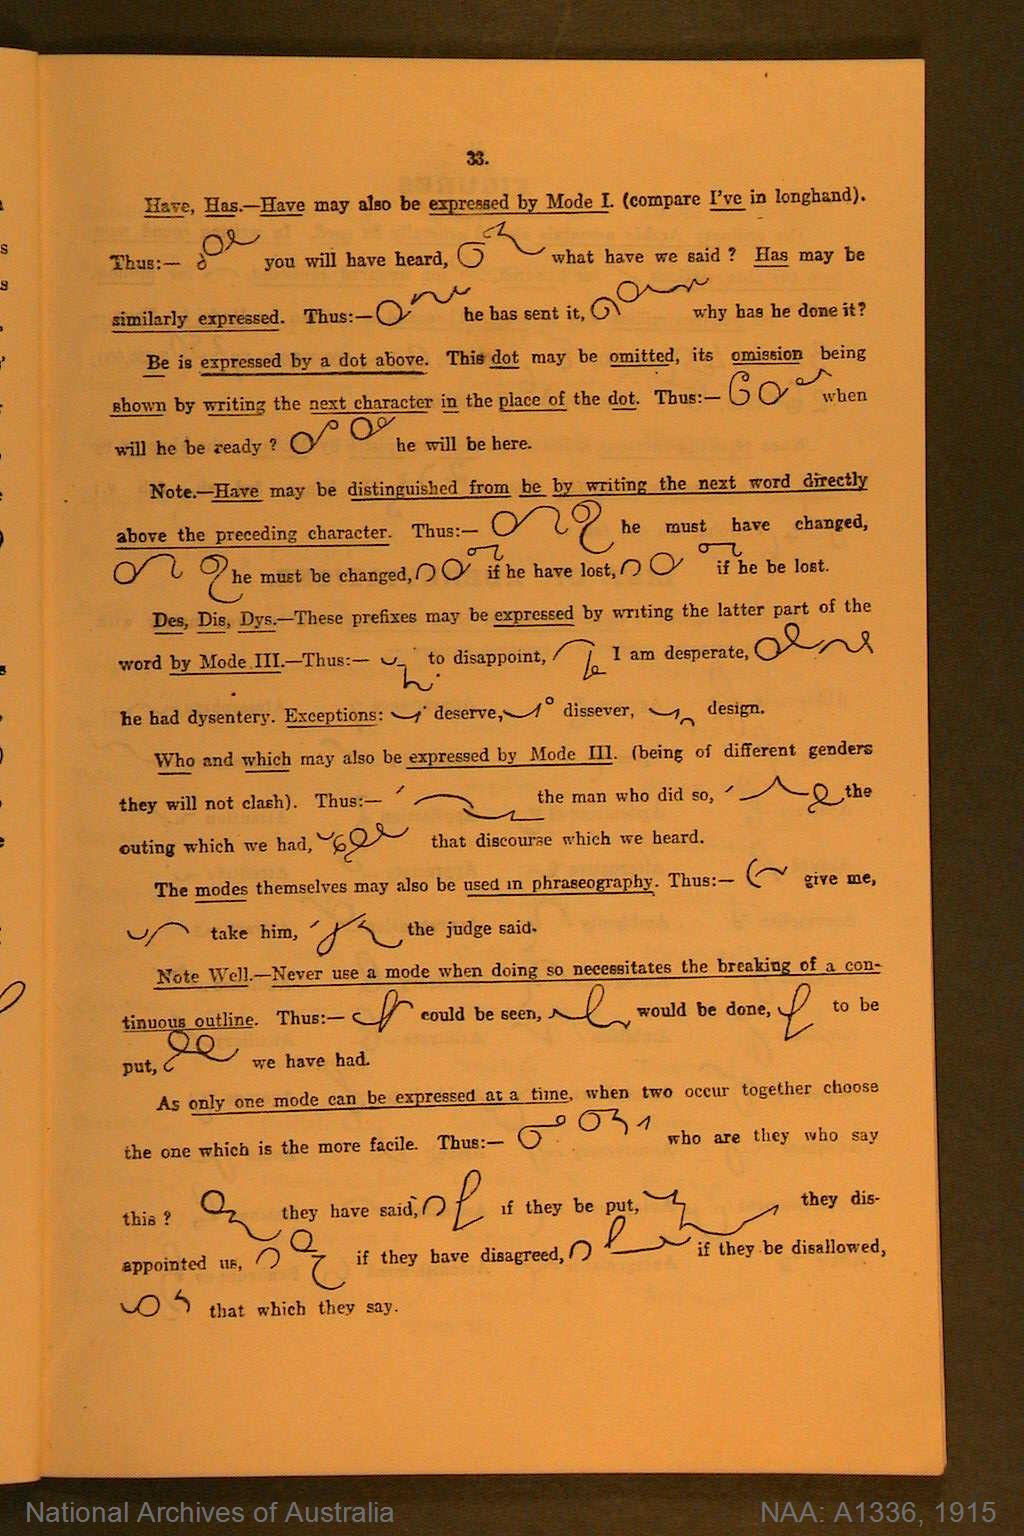 33.
Have, Has.—Have may also be expressed by Mode I. (compare I've in longhand).
Thus:— you will have heard, what have we said? Has may be
similarly expressed. Thus:— he has sent it, why has he done it?
Be is expressed by a dot above. This dot may be omitted, its omission being
shown by writing the next character in the place of the dot. Thus:— when
will he be ready? he will be here.
Note.—Have may be distinguished from be by writing the next word directly
above the preceding character. Thus:— he must have changed,
he must be changed, if he have lost, if he be lost.
Des, Dis, Dys.—These prefixes may be expressed by writing the latter part of the
word by Mode III.—Thus:— to disappoint, I am desperate,
he had dysentery. Exceptions: deserve, dissever, design.
Who and which may also be expressed by Mode III. (being of different genders
they will not clash). Thus:— the man who did so, the
outing which we had, that discourse which we heard.
The modes themselves may also be used in phraseography. Thus:— give me,
take him, the judge said.
Note Well.—Never use a mode when doing so necessitates the breaking of a con-
tinuous outline. Thus:— could be seen, would be done, to be
put, we have had.
As only one mode can be expressed at a time, when two occur together choose
the one which is the more facile. Thus:— who are they who say
this? they have said, if they be put, they dis-
appointed us, if they have disagreed, if they be disallowed,
that which they say.
National Archives of Australia NAA: A1336, 1915